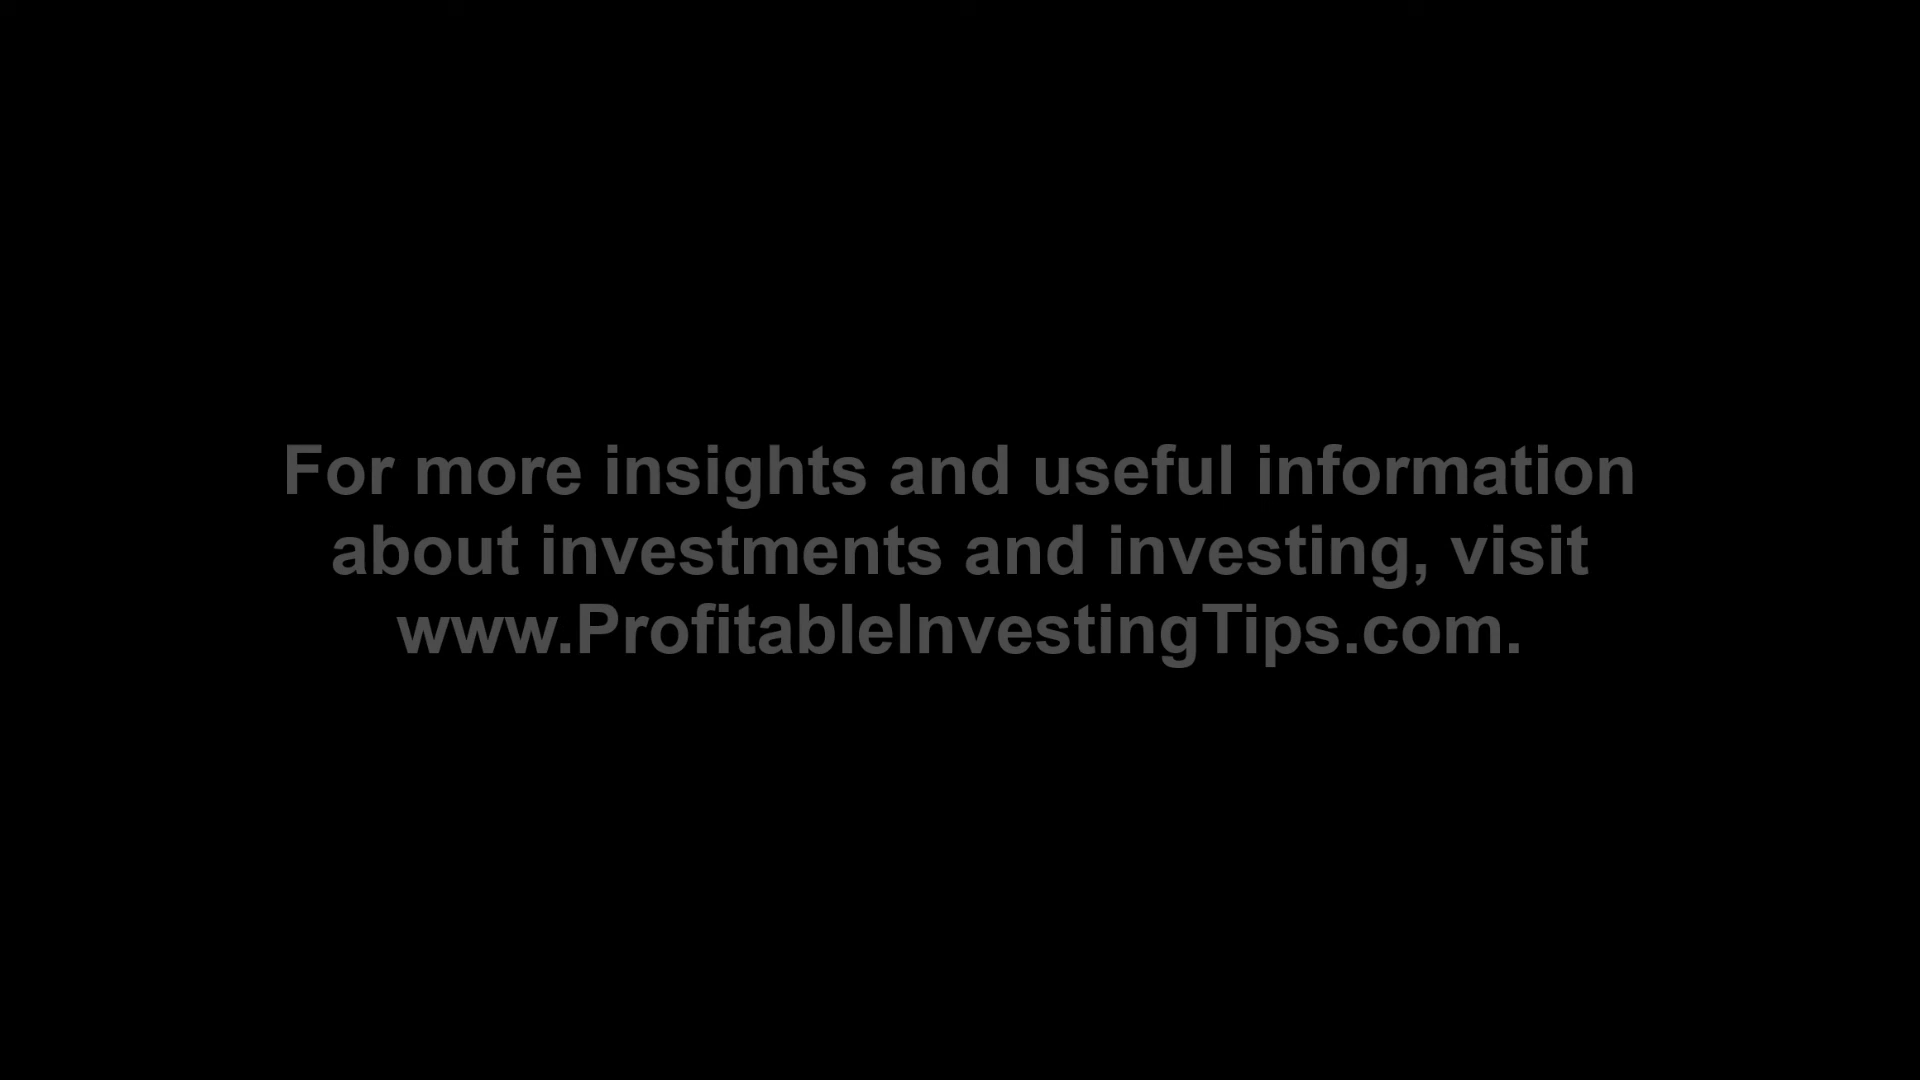 For more insights and useful information
about investments and investing, visit
www.ProfitableInvestingTips.com.